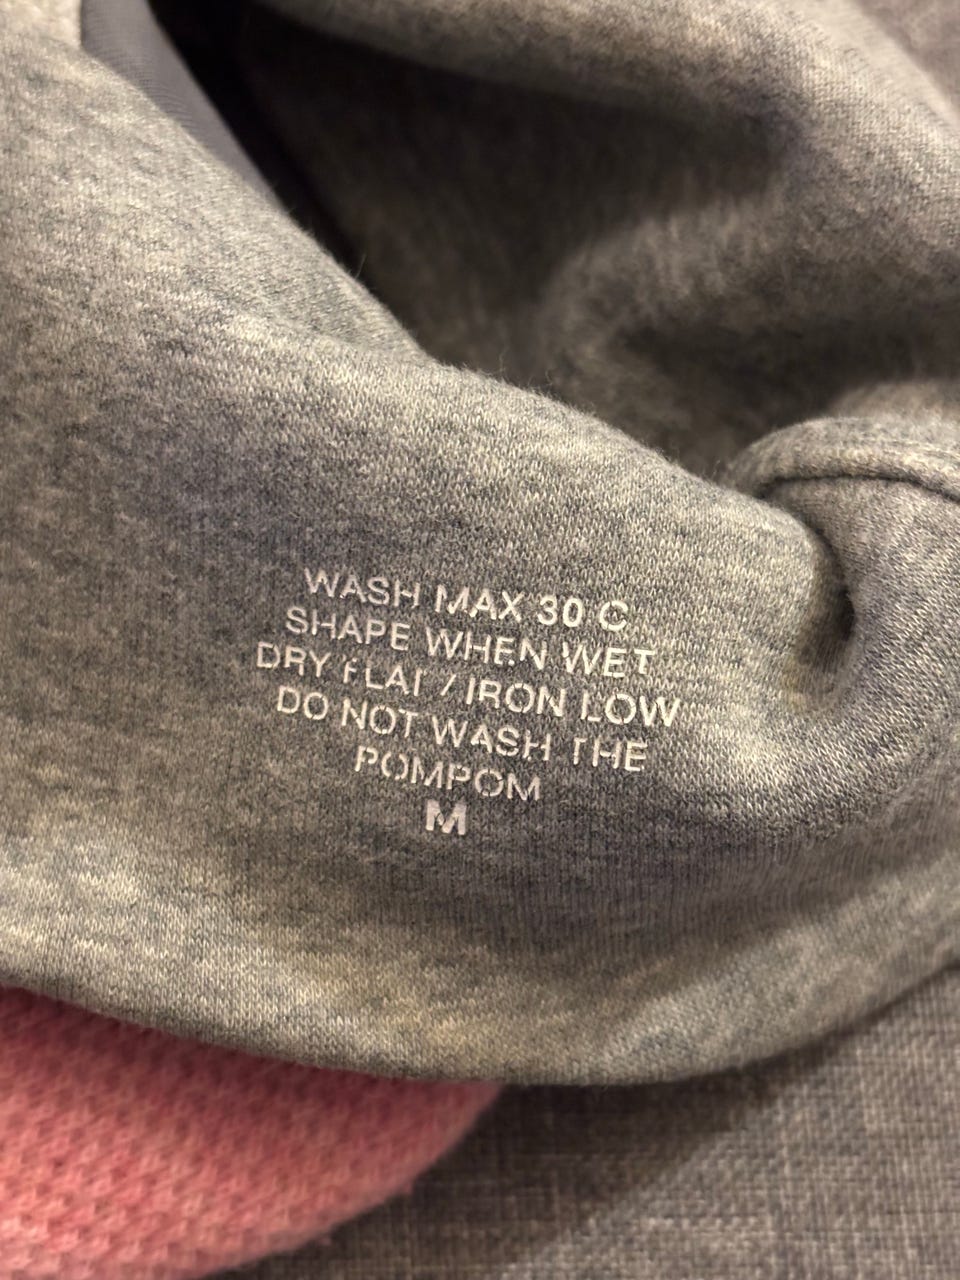 WASH MAX 30 C
SHAPE WHEN WET
DRY FLAT / IRON LOW
DO NOT WASH THE
POMPOM
M